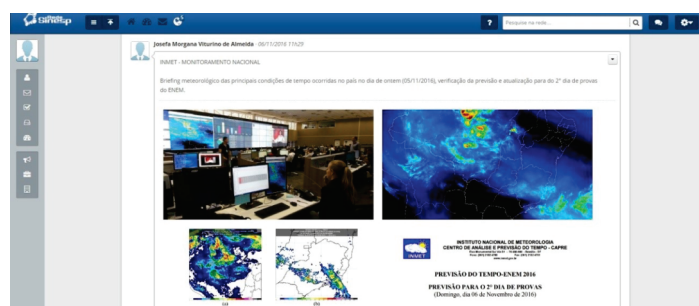 Sinesp
?
Pesquise na rede...
Josefa Morgana Viturino de Almeida - 06/11/2016 11h29
INMET - MONITORAMENTO NACIONAL
Briefing meteorológico das principais condições de tempo ocorridas no país no dia de ontem (05/11/2016), verificação da previsão e atualização para do 2° dia de provas
do ENEM.
INSTITUTO NACIONAL DE METEOROLOGIA
CENTRO DE ANÁLISE E PREVISÃO DO TEMPO - CAPRE
INMET
PREVISÃO DO TEMPO-ENEM 2016
PREVISÃO PARA O 2° DIA DE PROVAS
(Domingo, dia 06 de Novembro de 2016)
(a)
(b)